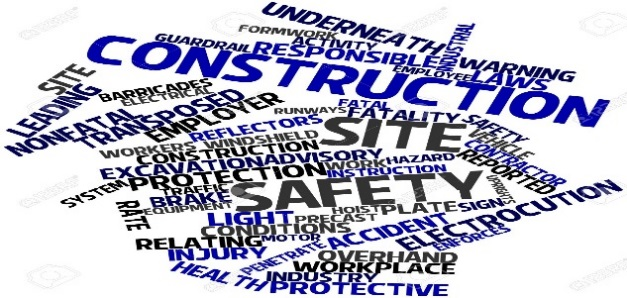 UNDERNEATH
FORMWORK
ACTIVITY
INDUSTRIAL
GUARDRAIL
RESPONSIBLE
WARNING
CONSTRUCTION
EMPLOYEE
LAWS
SITE
BARRICADES
ELECTRICAL
LEADING
NONFATAL
TRANSPOSED
EMPLOYER
RUNWAYS
FATAL
FATALITY
SAFETY
REFLECTORS
SITE
VEHICLE
WORKERS
WINDSHIELD
CONSTRUCTION
CONTRACTOR
EXCAVATION
ADVISORY
WORK
HAZARD
REPORTED
SYSTEM
PROTECTION
INSTRUCTION
TRAFFIC
SAFETY
RATE
BRAKE
EQUIPMENT
LIGHT
HOIST
PLATE
SIGN
PRECAST
ELECTROCUTION
CONDITIONS
ACCIDENT
ENFORCES
RELATING
MOTOR
INJURY
PENETRATE
OVERHAND
HEALTH
INDUSTRY
WORKPLACE
PROTECTIVE